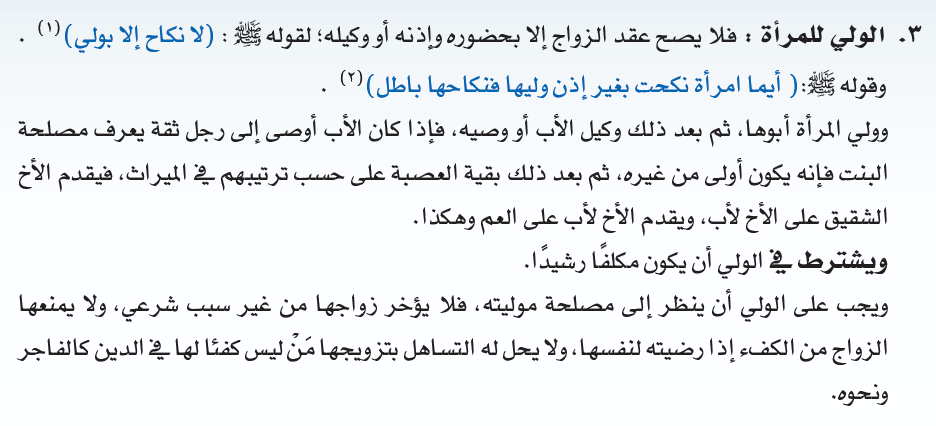 ٣. الولي للمرأة : فلا يصح عقد الزواج إلا بحضوره وإذنه أو وكيله؛ لقوله ﷺ : (لا نكاح إلا بولي)(١) .
وقوله ﷺ:( أيما امرأة نكحت بغير إذن وليها فنكاحها باطل)(٢) .
وولي المرأة أبوها، ثم بعد ذلك وكيل الأب أو وصيه، فإذا كان الأب أوصى إلى رجل ثقة يعرف مصلحة
البنت فإنه يكون أولى من غيره، ثم بعد ذلك بقية العصبة على حسب ترتيبهم في الميراث، فيقدم الأخ
الشقيق على الأخ لأب، ويقدم الأخ لأب على العم وهكذا.
ويشترط في الولي أن يكون مكلفًا رشيدًا.
ويجب على الولي أن ينظر إلى مصلحة موليته، فلا يؤخر زواجها من غير سبب شرعي، ولا يمنعها
الزواج من الكفء إذا رضيته لنفسها، ولا يحل له التساهل بتزويجها مَنْ ليس كفئا لها في الدين كالفاجر
ونحوه.